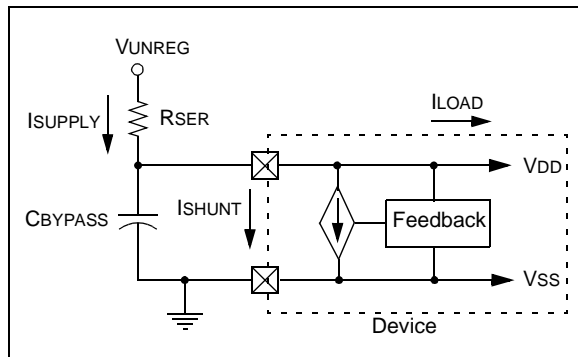 VUNREG
ISUPPLY
RSER
ILOAD
VDD
CBYPASS
ISHUNT
Feedback
VSS
Device